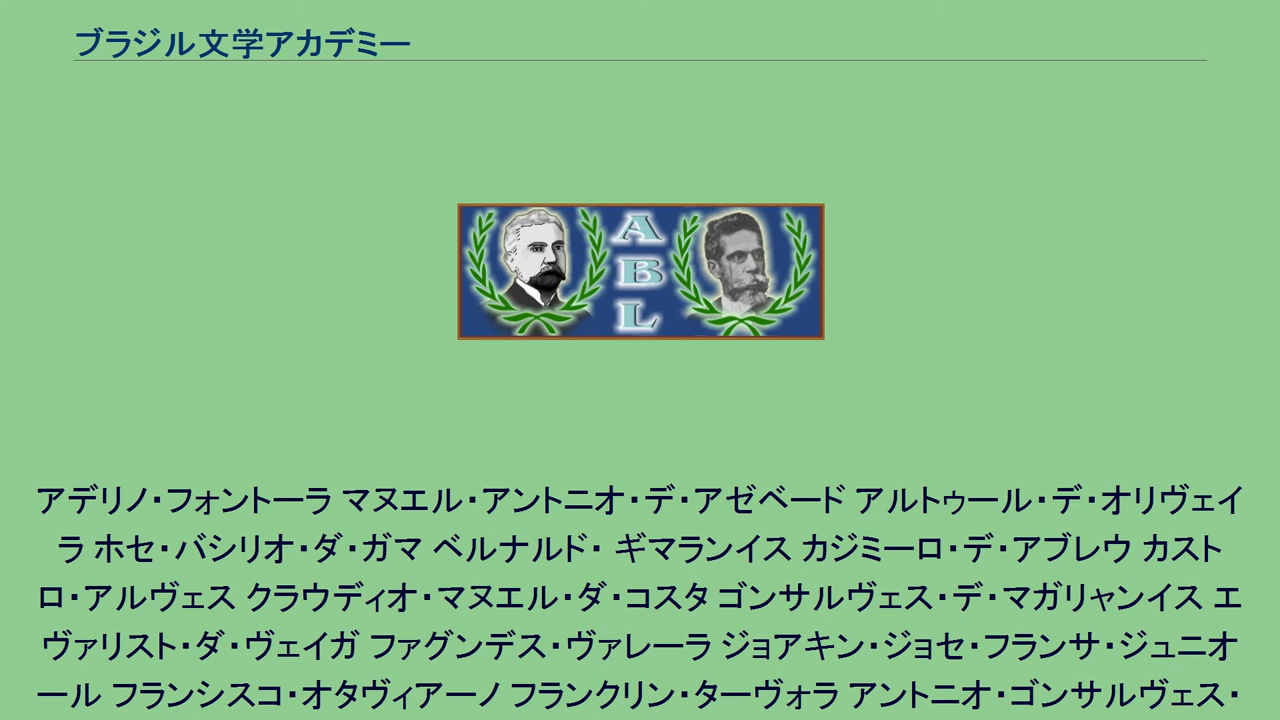 ブラジル文学アカデミー
A
B
L
アデリノ・フォントーラ マヌエル・アントニオ・デ・アゼベード アルトゥール・デ・オリヴェイ
ラ ホセ・バシリオ・ダ・ガマ ベルナルド・ ギマランイス カジミーロ・デ・アブレウ カスト
ロ・アルヴェス クラウディオ・マヌエル・ダ・コスタ ゴンサルヴェス・デ・マガリャンイス エ
ヴァリスト・ダ・ヴェイガ ファグンデス・ヴァレーラ ジョアキン・ジョセ・フランサ・ジュニオ
ール フランシスコ・オタヴィアーノ フランクリン・ターヴォラ アントニオ・ゴンサルヴェス・